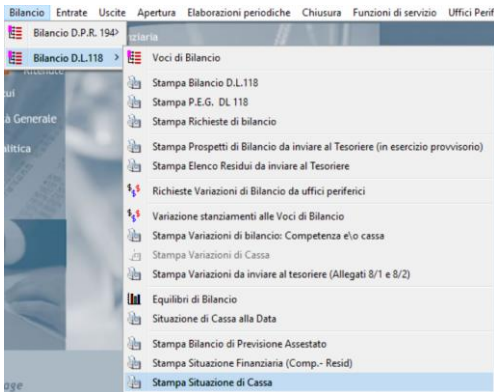 Bilancio Entrate Uscite Apertura Elaborazioni periodiche Chiusura Funzioni di servizio Uffici Perif
Bilancio D.P.R. 194>
nziaria
Bilancio D.L.118 >
Voci di Bilancio
Stampa Bilancio D.L.118
tui
Stampa P.E.G. DL 118
à Generale
Stampa Richieste di bilancio
alitica
Stampa Prospetti di Bilancio da inviare al Tesoriere (in esercizio provvisorio)
Stampa Elenco Residui da inviare al Tesoriere
Richieste Variazioni di Bilancio da uffici periferici
Variazione stanziamenti alle Voci di Bilancio
Stampa Variazioni di bilancio: Competenza e\o cassa
Stampa Variazioni di Cassa
Stampa Variazioni da inviare al tesoriere (Allegati 8/1 e 8/2)
Equilibri di Bilancio
Situazione di Cassa alla Data
Stampa Bilancio di Previsione Assestato
Stampa Situazione Finanziaria (Comp.- Resid)
Stampa Situazione di Cassa
age